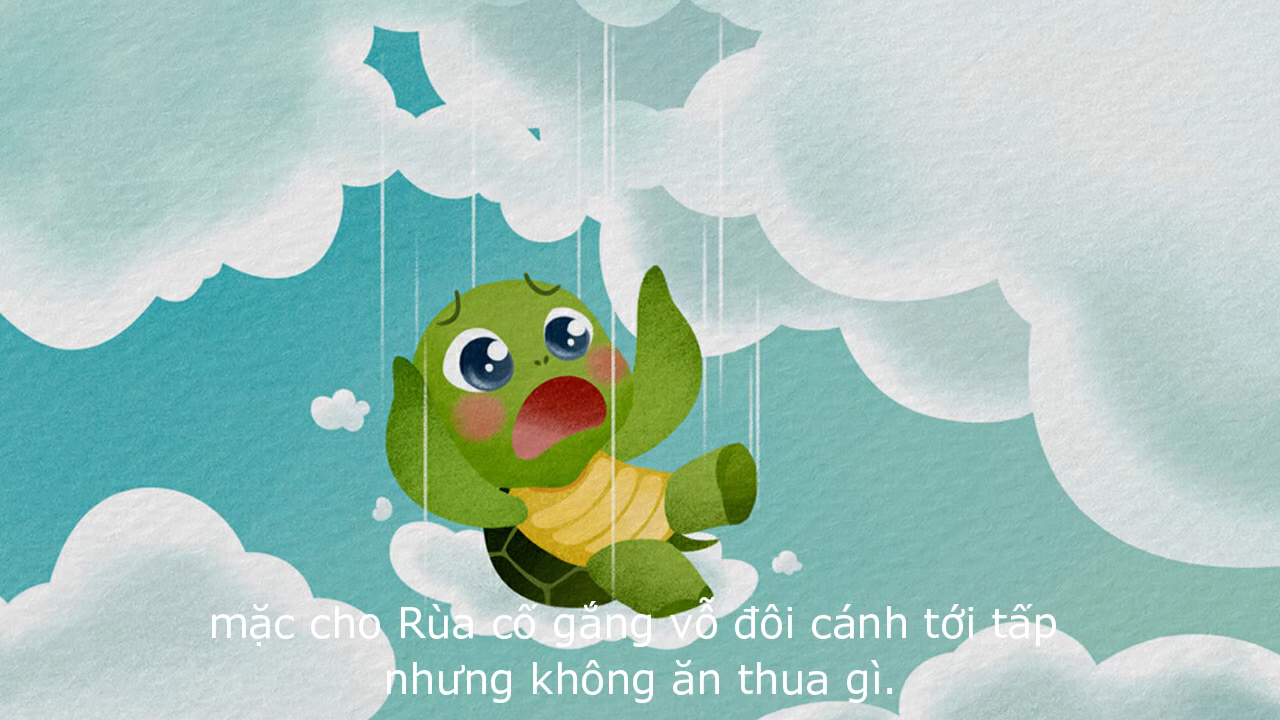 mặc cho Rùa cố gắng vỗ đôi cánh tới tấp
nhưng không ăn thua gì.